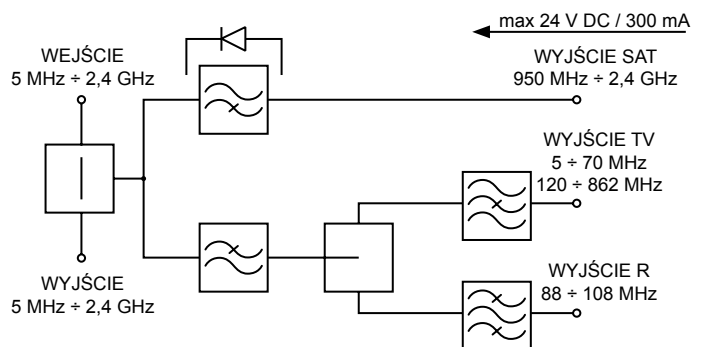 max 24 V DC / 300 mA
WEJŚCIE
5 MHz ÷ 2,4 GHz
WYJŚCIE SAT
950 MHz ÷ 2,4 GHz
WYJŚCIE TV
5 ÷ 70 MHz
120 ÷ 862 MHz
WYJŚCIE
5 MHz ÷ 2,4 GHz
WYJŚCIE R
88 ÷ 108 MHz